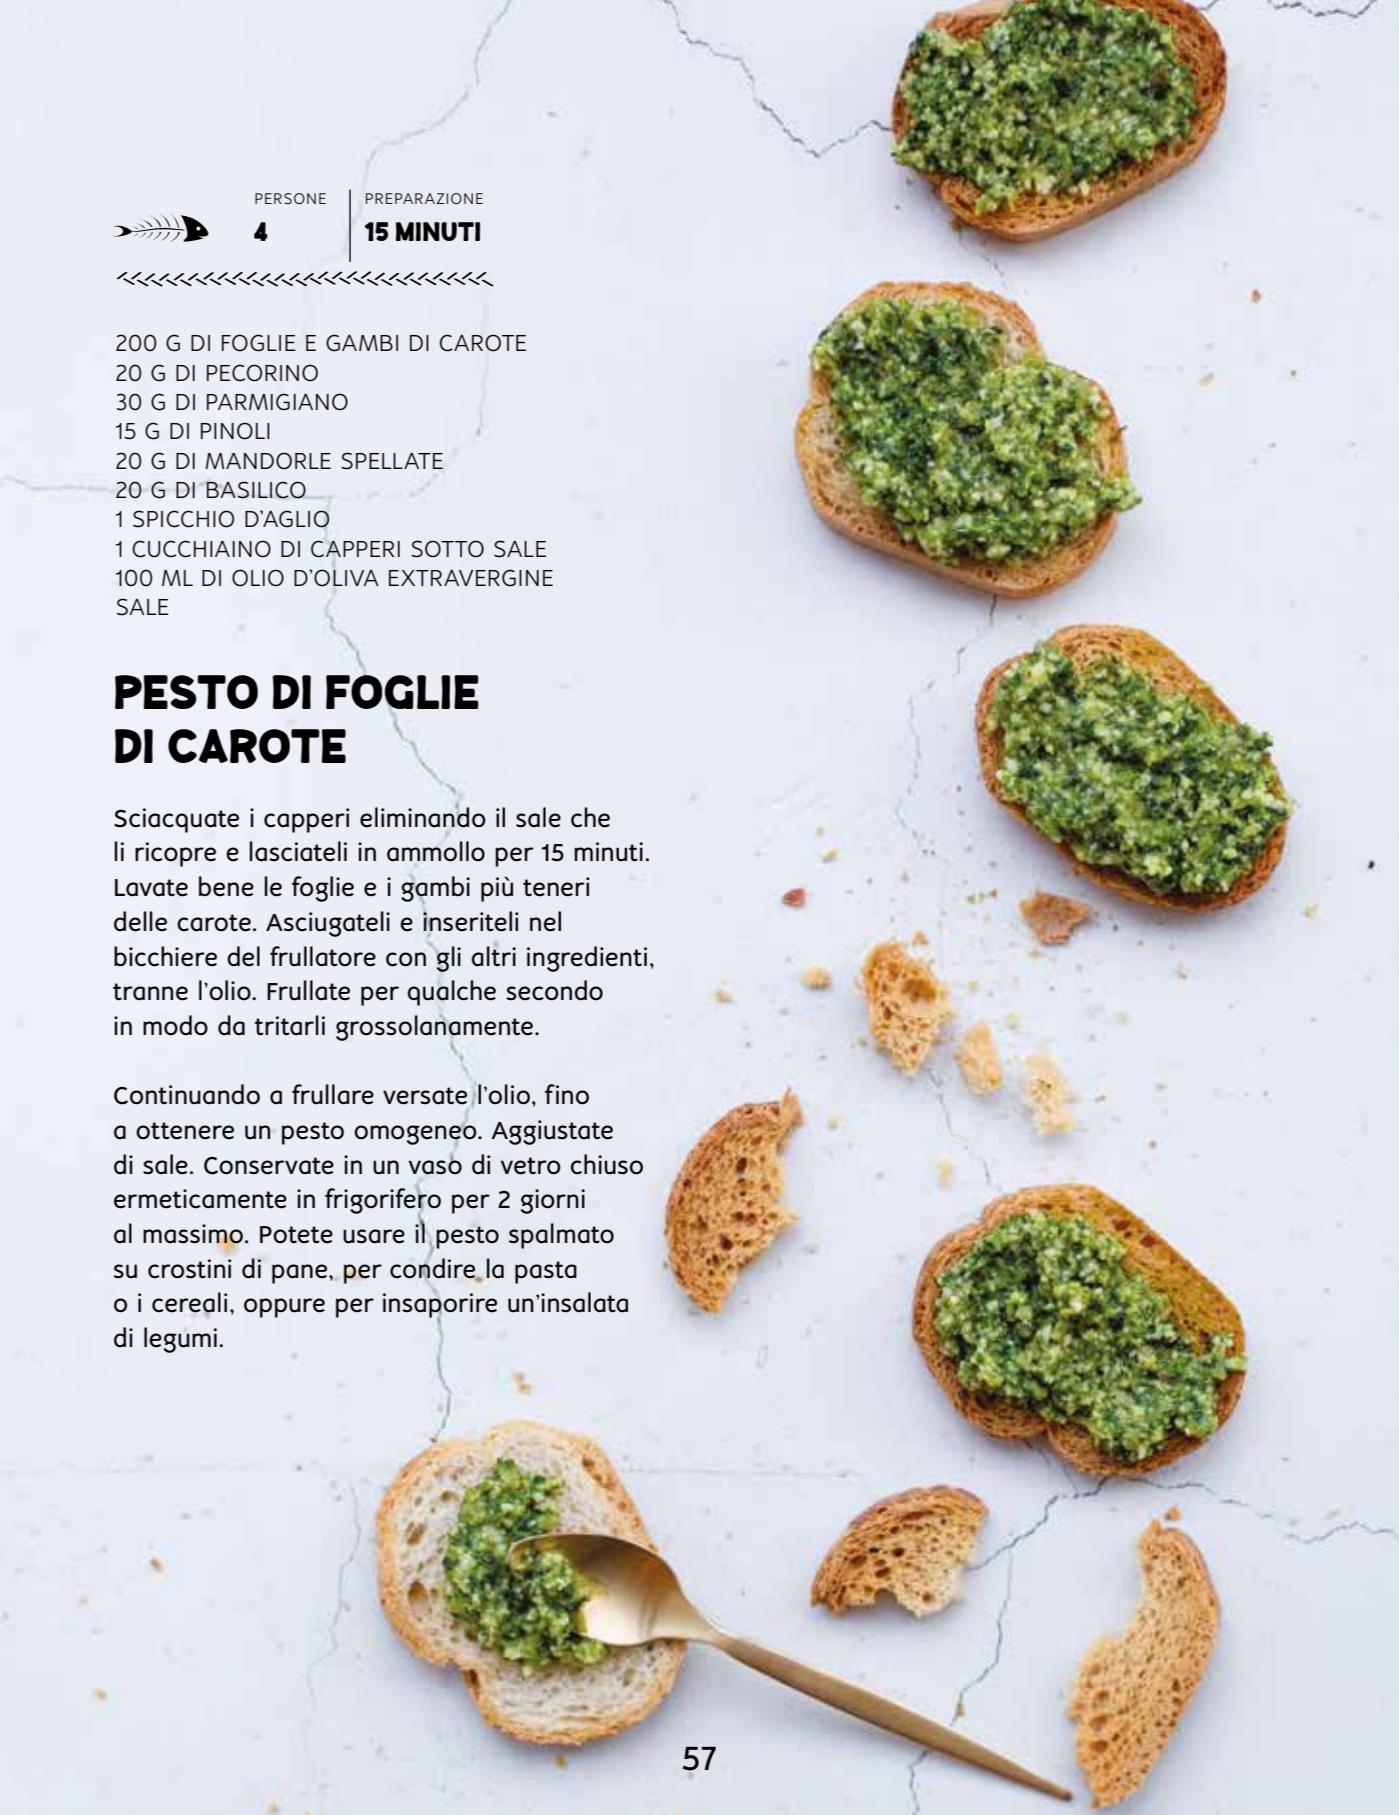 PERSONE
4
PREPARAZIONE
15 MINUTI
200 G DI FOGLIE E GAMBI DI CAROTE
20 G DI PECORINO
30 G DI PARMIGIANO
15 G DI PINOLI
20 G DI MANDORLE SPELLATE
20 G DI BASILICO
1 SPICCHIO D'AGLIO
1 CUCCHIAINO DI CAPPERI SOTTO SALE
100 ML DI OLIO D'OLIVA EXTRAVERGINE
SALE
PESTO DI FOGLIE
DI CAROTE
Sciacquate i capperi eliminando il sale che
li ricopre e lasciateli in ammollo per 15 minuti.
Lavate bene le foglie e i gambi più teneri
delle carote. Asciugateli e inseriteli nel
bicchiere del frullatore con gli altri ingredienti,
tranne l'olio. Frullate per qualche secondo
in modo da tritarli grossolanamente.
Continuando a frullare versate l'olio, fino
a ottenere un pesto omogeneo. Aggiustate
di sale. Conservate in un vaso di vetro chiuso
ermeticamente in frigorifero per 2 giorni
al massimo. Potete usare il pesto spalmato
su crostini di pane, per condire la pasta
o i cereali, oppure per insaporire un'insalata
di legumi.
57